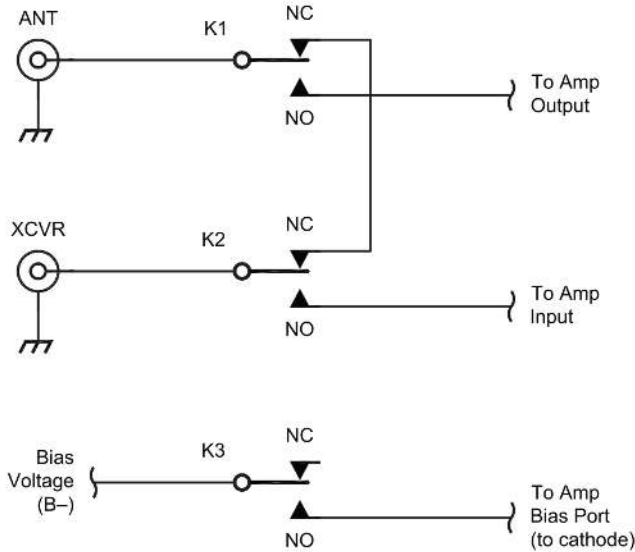 ANT
K1
NC
To Amp
Output
NO
XCVR
K2
NC
To Amp
Input
NO
Bias
Voltage
(B–)
K3
NC
To Amp
Bias Port
(to cathode)
NO